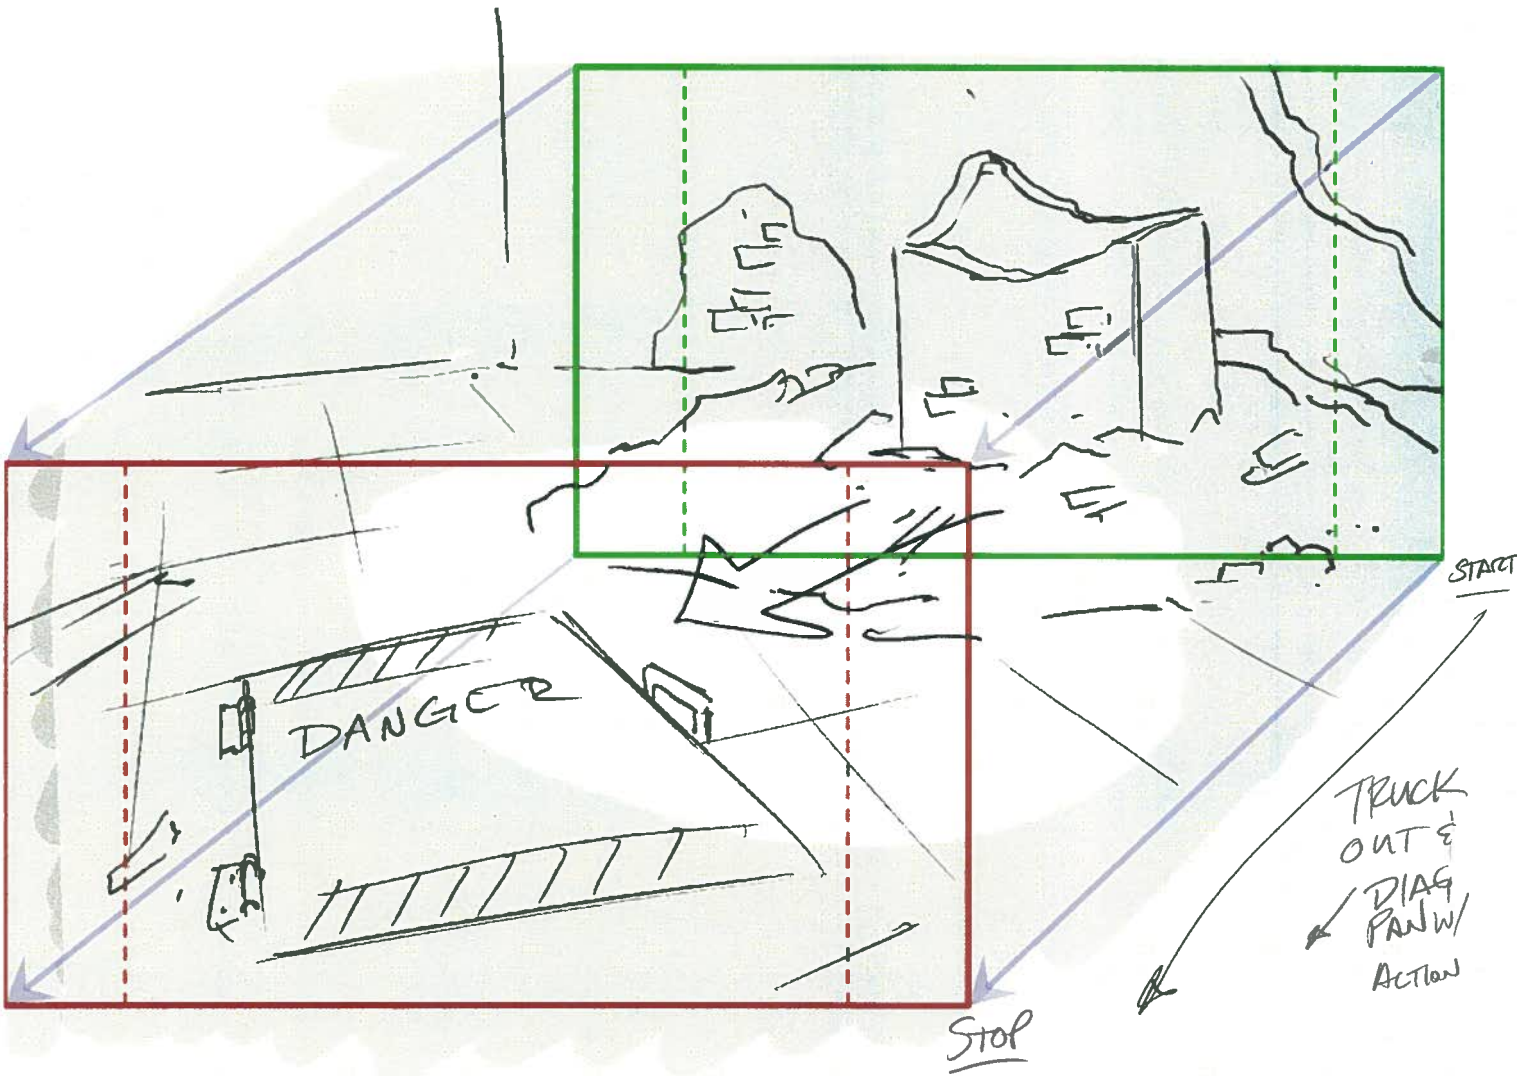 DANGER
START
TRUCK
OUT &
DIAG
PAN W/
ACTION
STOP